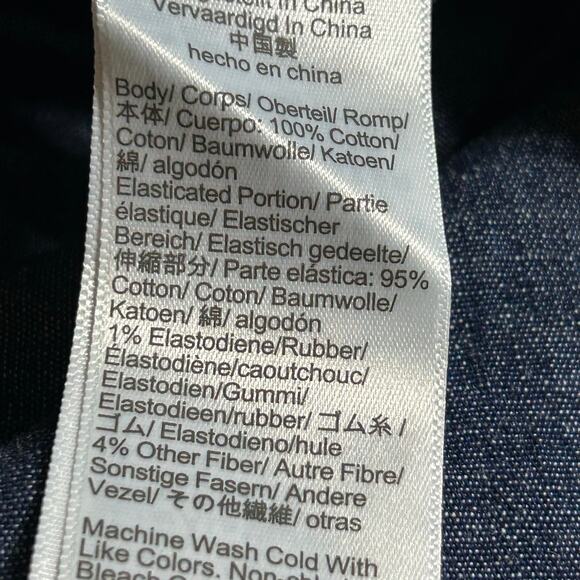 In China
Vervaardigd In China
中国製
hecho en china
Body/ Corps/ Oberteil/ Romp/
本体/ Cuerpo: 100% Cotton/
Coton/ Baumwolle/ Katoen/
綿/ algodón
Elasticated Portion/ Partie
élastique/ Elastischer
Bereich/ Elastisch gedeelte/
伸縮部分/ Parte elástica: 95%
Cotton/ Coton/ Baumwolle/
Katoen/ 綿/ algodón
1% Elastodiene/Rubber/
Élastodiène/caoutchouc/
Elastodien/Gummi/
Elastodieen/rubber/ ゴム糸 /
ゴム/ Elastodieno/hule
4% Other Fiber/ Autre Fibre/
Sonstige Fasern/ Andere
Vezel/ その他繊維/ otras
Machine Wash Cold With
Like Colors.
Bleach